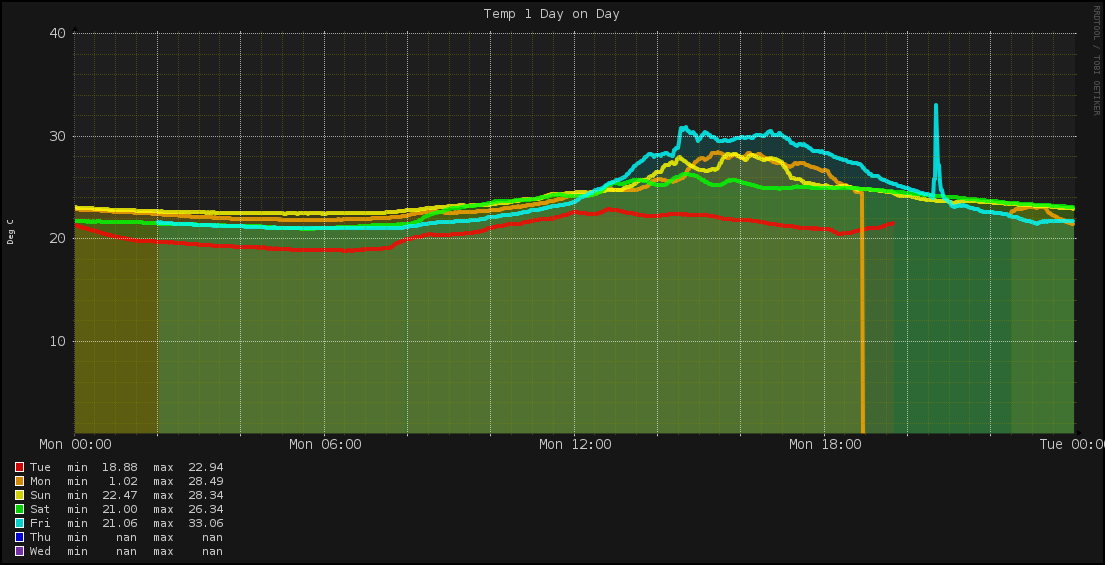 Temp 1 Day on Day
RRDTOOL / TOBI OETIKER
40
30
20
10
Deg C
Mon 00:00 Mon 06:00 Mon 12:00 Mon 18:00 Tue 00:00
Tue min 18.88 max 22.94
Mon min 1.02 max 28.49
Sun min 22.47 max 28.34
Sat min 21.00 max 26.34
Fri min 21.06 max 33.06
Thu min nan max nan
Wed min nan max nan